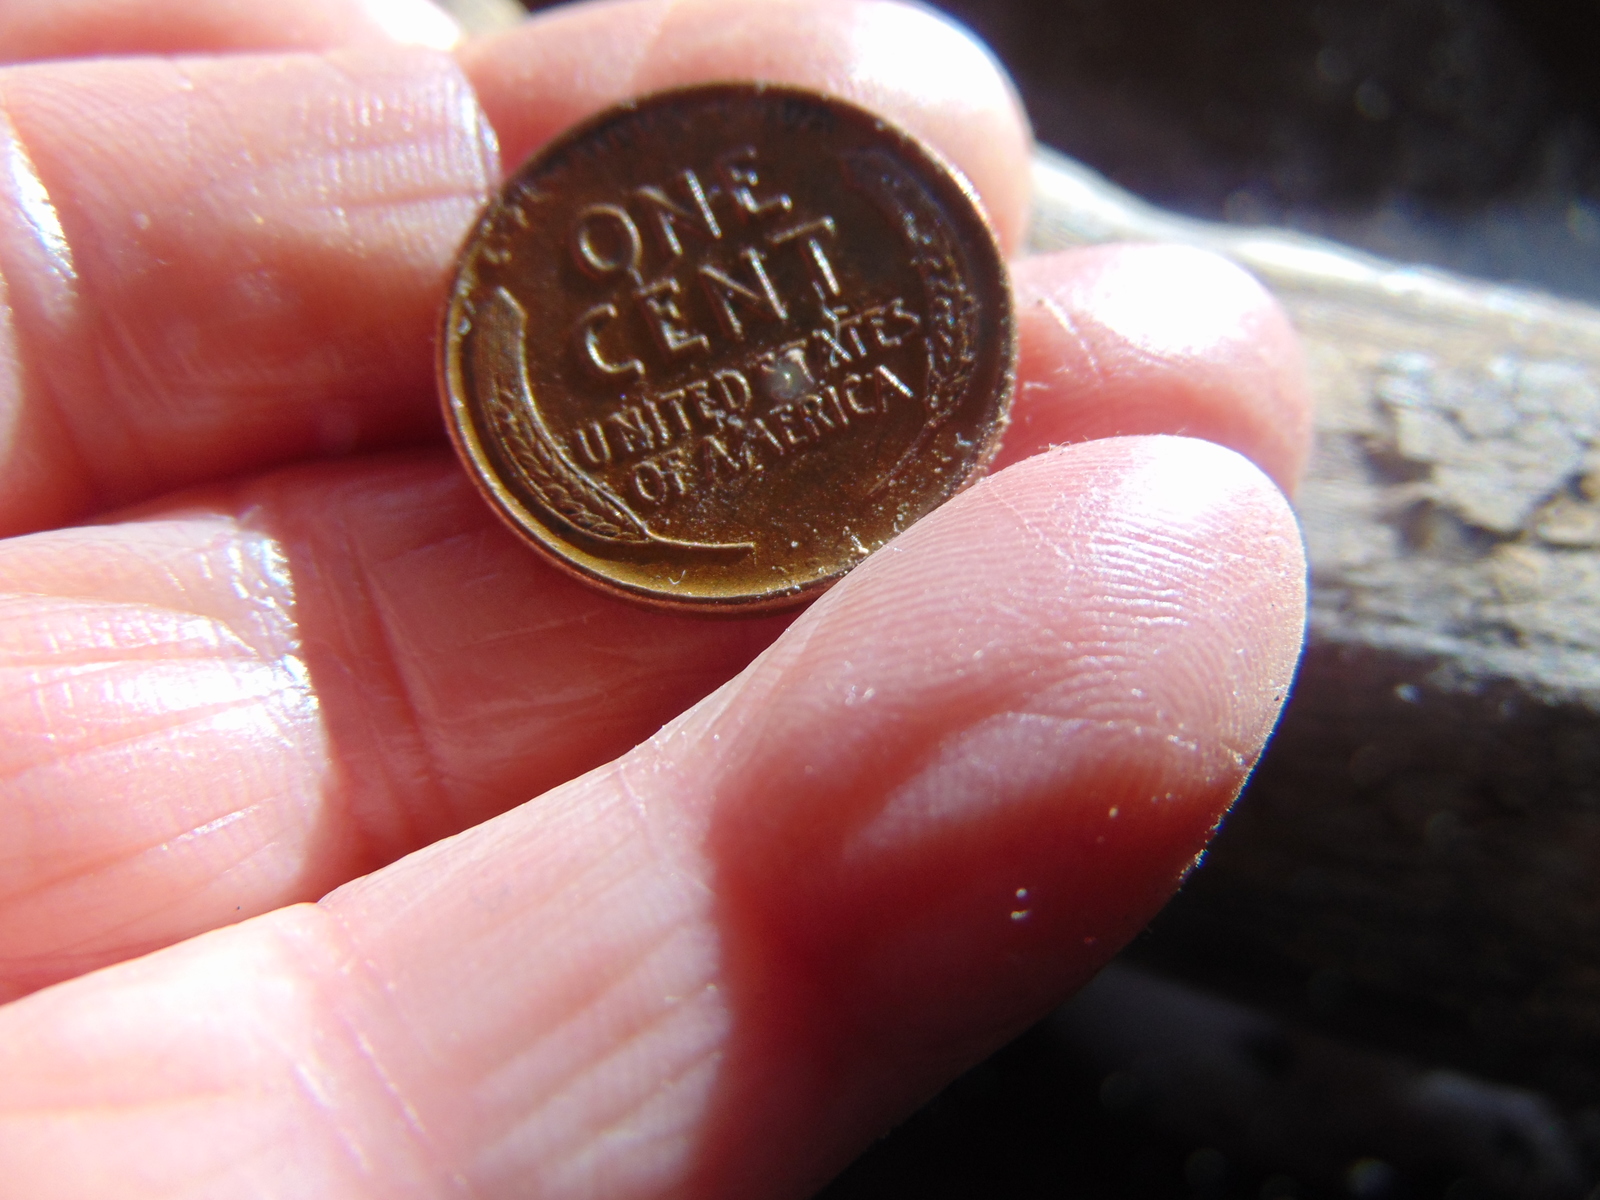 ONE
CENT
UNITED STATES
OF AMERICA